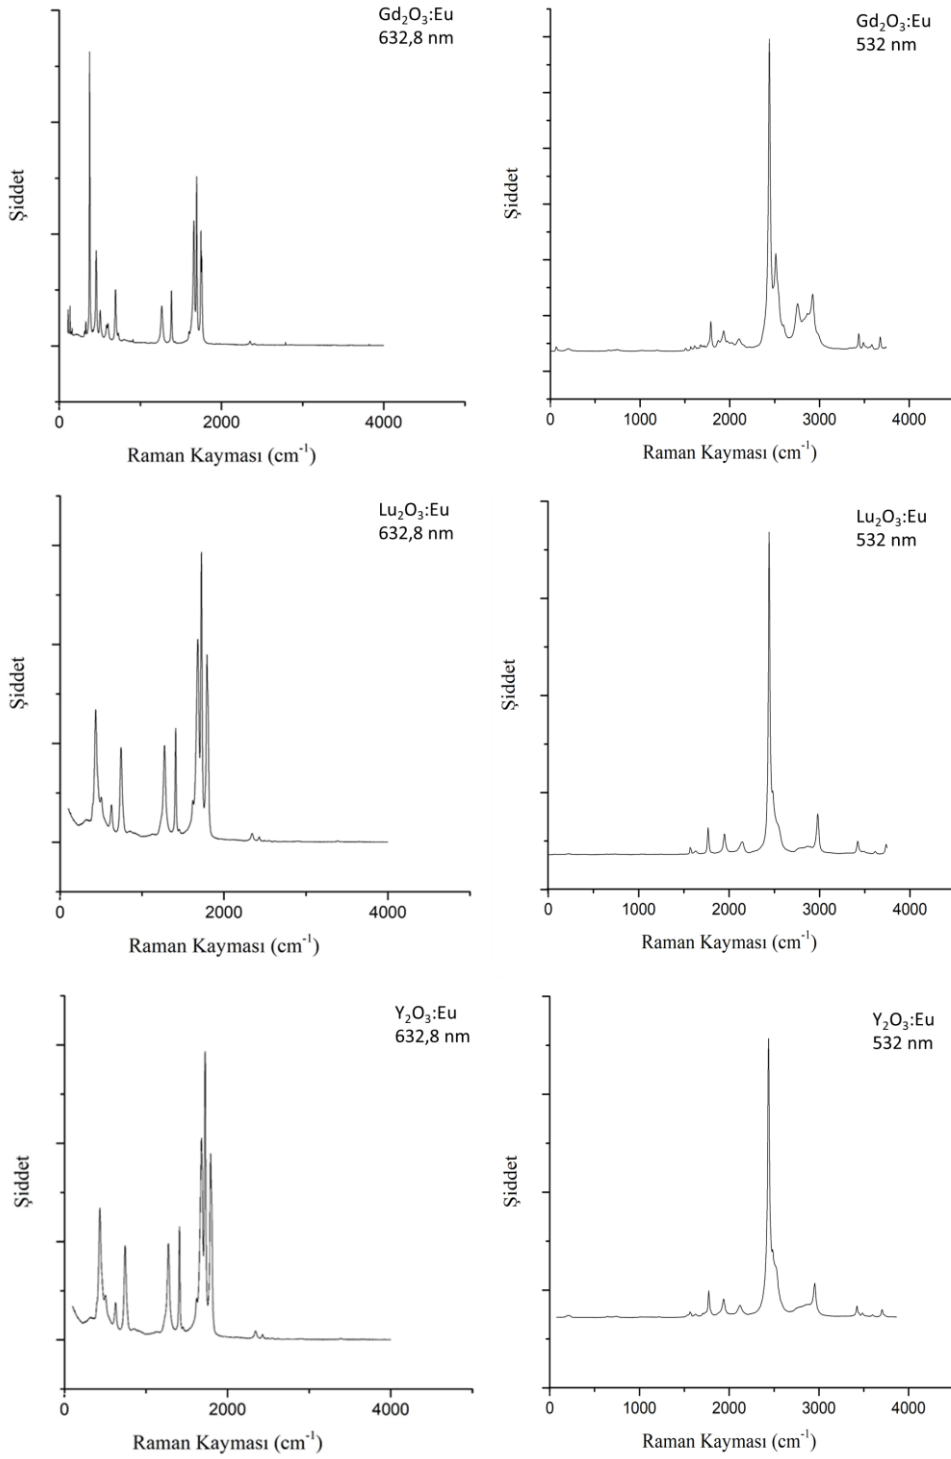 Gd₂O₃:Eu
632,8 nm
Şiddet
0
2000
4000
Raman Kayması (cm⁻¹)
Gd₂O₃:Eu
532 nm
Şiddet
0
1000
2000
3000
4000
Raman Kayması (cm⁻¹)
Lu₂O₃:Eu
632,8 nm
Şiddet
0
2000
4000
Raman Kayması (cm⁻¹)
Lu₂O₃:Eu
532 nm
Şiddet
0
1000
2000
3000
4000
Raman Kayması (cm⁻¹)
Y₂O₃:Eu
632,8 nm
Şiddet
0
2000
4000
Raman Kayması (cm⁻¹)
Y₂O₃:Eu
532 nm
Şiddet
0
1000
2000
3000
4000
Raman Kayması (cm⁻¹)